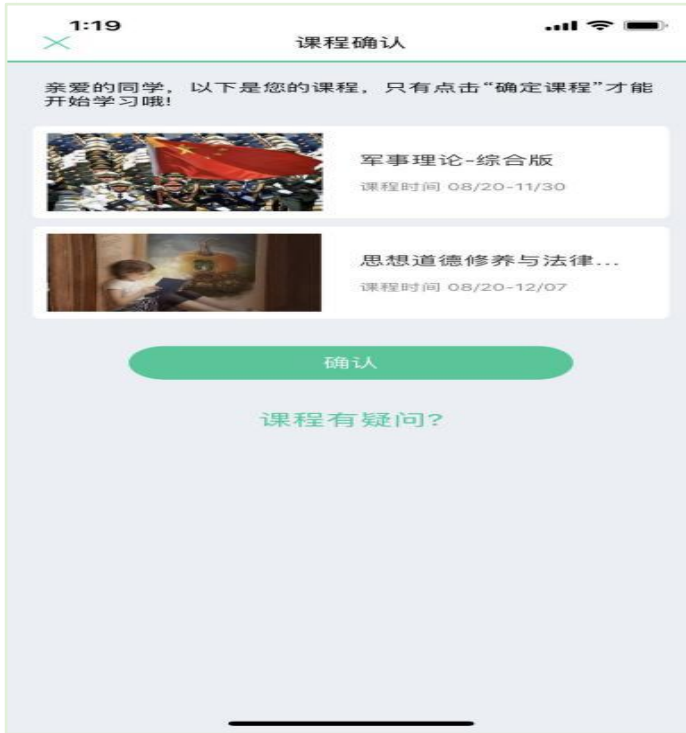 1:19
课程确认
亲爱的同学，以下是您的课程，只有点击“确定课程”才能
开始学习哦!
军事理论-综合版
课程时间 08/20-11/30
思想道德修养与法律...
课程时间 08/20-12/07
确认
课程有疑问?